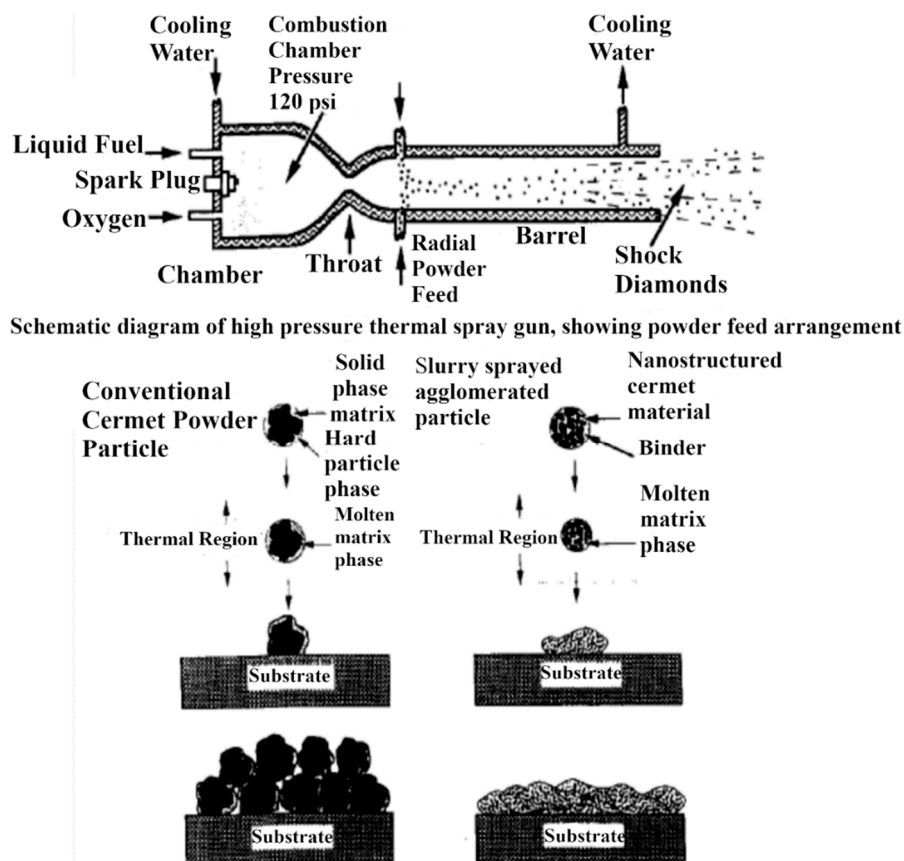 Cooling
Water
Combustion
Chamber
Pressure
120 psi
Cooling
Water
Liquid Fuel
Spark Plug
Oxygen
Chamber
Throat
Radial
Powder
Feed
Barrel
Shock
Diamonds
Schematic diagram of high pressure thermal spray gun, showing powder feed arrangement
Conventional
Cermet Powder
Particle
Solid
phase
matrix
Hard
particle
phase
Thermal Region
Molten
matrix
phase
Substrate
Substrate
Slurry sprayed
agglomerated
particle
Nanostructured
cermet
material
Binder
Thermal Region
Molten
matrix
phase
Substrate
Substrate